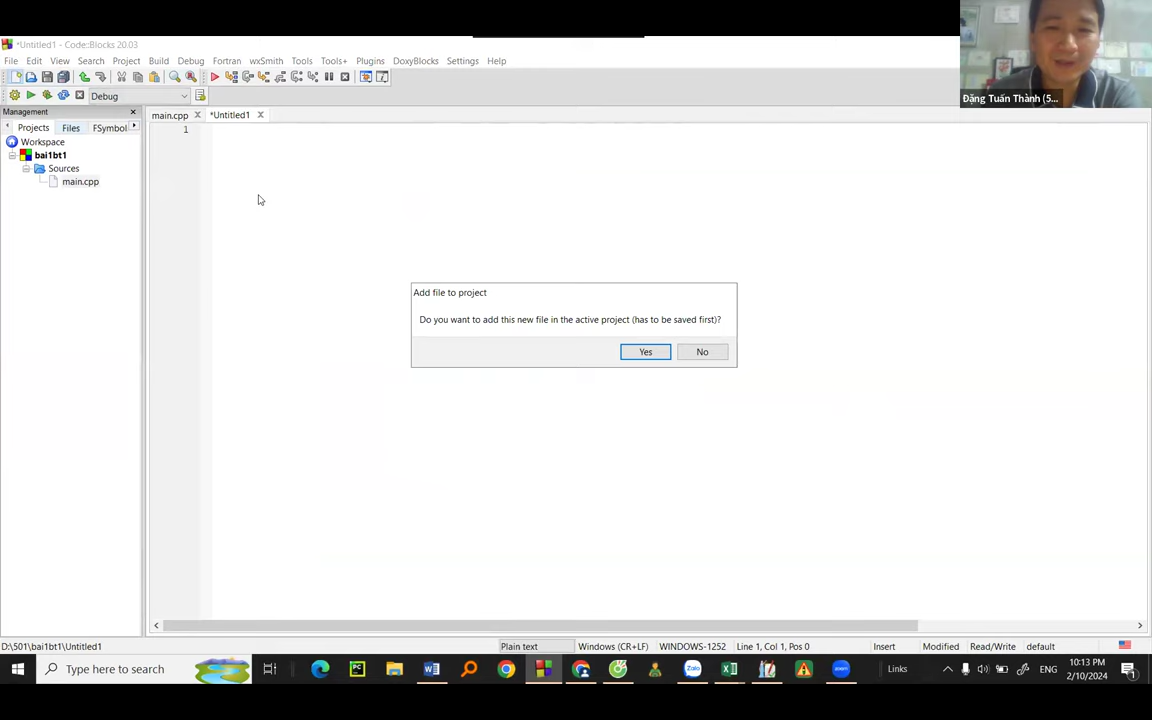 *Untitled1 - Code::Blocks 20.03
File Edit View Search Project Build Debug Fortran wxSmith Tools Tools+ Plugins DoxyBlocks Settings Help
Debug
Management
Projects Files FSymbol
main.cpp *Untitled1
1
Workspace
bai1bt1
Sources
main.cpp
Add file to project
Do you want to add this new file in the active project (has to be saved first)?
Yes No
Đặng Tuấn Thành (5...
D:\501\bai1bt1\Untitled1 Plain text Windows (CR+LF) WINDOWS-1252 Line 1, Col 1, Pos 0 Insert Modified Read/Write default
Type here to search
Links
ENG
10:13 PM
2/10/2024